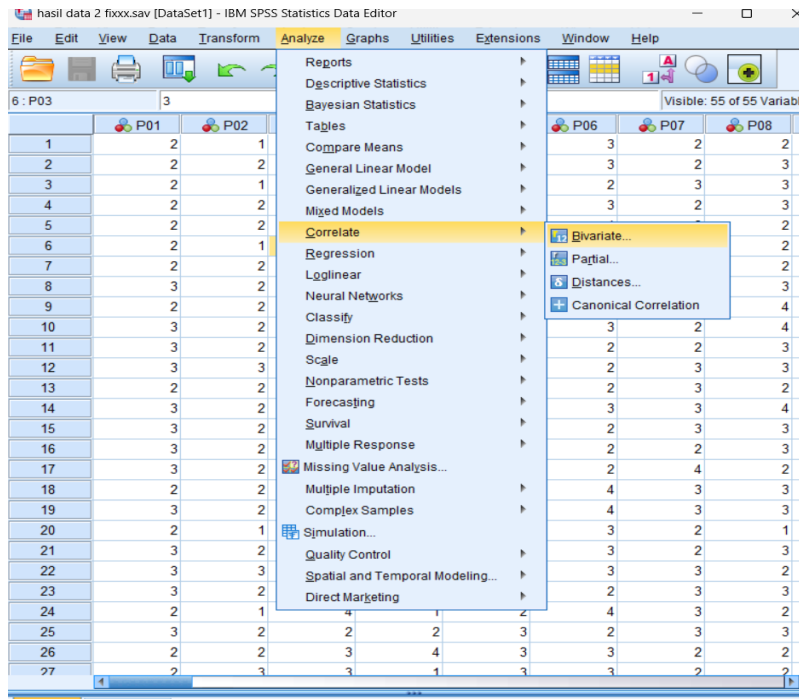 hasil data 2 fixxx.sav [DataSet1] - IBM SPSS Statistics Data Editor
File Edit View Data Transform Analyze Graphs Utilities Extensions Window Help
6 : P03 3 Visible: 55 of 55 Variabl
P01 P02 P06 P07 P08
Reports
Descriptive Statistics
Bayesian Statistics
Tables
Compare Means
General Linear Model
Generalized Linear Models
Mixed Models
Correlate
Regression
Loglinear
Neural Networks
Classify
Dimension Reduction
Scale
Nonparametric Tests
Forecasting
Survival
Multiple Response
Missing Value Analysis...
Multiple Imputation
Complex Samples
Simulation...
Quality Control
Spatial and Temporal Modeling...
Direct Marketing
Bivariate...
Partial...
Distances...
Canonical Correlation
1 2 1 3 2 2
2 2 2 3 2 3
3 2 1 2 3 3
4 2 2 3 2 3
5 2 2 2
6 2 1 2
7 2 2 2
8 3 2 3
9 2 2 4
10 3 2 3 2 4
11 3 2 2 2 3
12 3 3 2 3 3
13 2 2 2 3 2
14 3 2 3 3 4
15 3 2 2 3 3
16 3 2 2 2 3
17 3 2 2 4 2
18 2 2 4 3 3
19 3 2 4 3 3
20 2 1 3 2 1
21 3 2 3 2 3
22 3 3 3 3 3
23 3 2 2 3 2
24 2 1 4 1 2 4 3 2
25 3 2 2 2 3 2 3 3
26 2 2 3 4 3 3 3 2
27 2 3 3 1 3 3 2 2